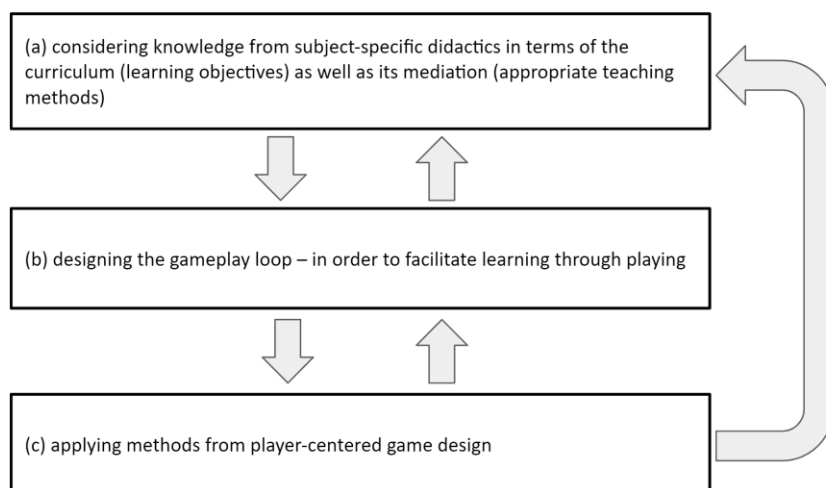 (a) considering knowledge from subject-specific didactics in terms of the
curriculum (learning objectives) as well as its mediation (appropriate teaching
methods)
(b) designing the gameplay loop – in order to facilitate learning through playing
(c) applying methods from player-centered game design